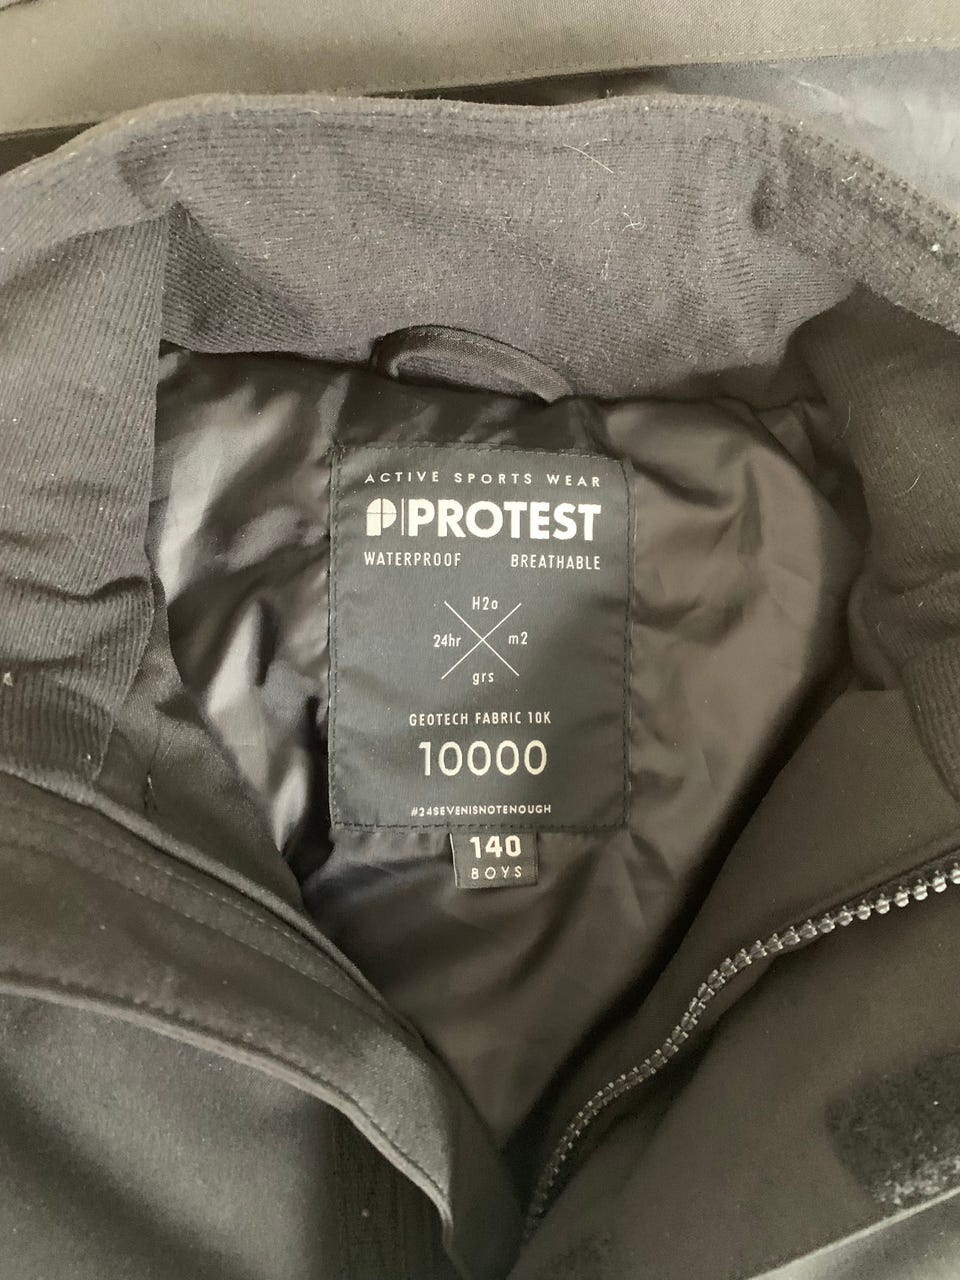 ACTIVE SPORTS WEAR
PROTEST
WATERPROOF BREATHABLE
H2o
24hr m2
grs
GEOTECH FABRIC 10K
10000
#24SEVENISNOTENOUGH
140
BOYS